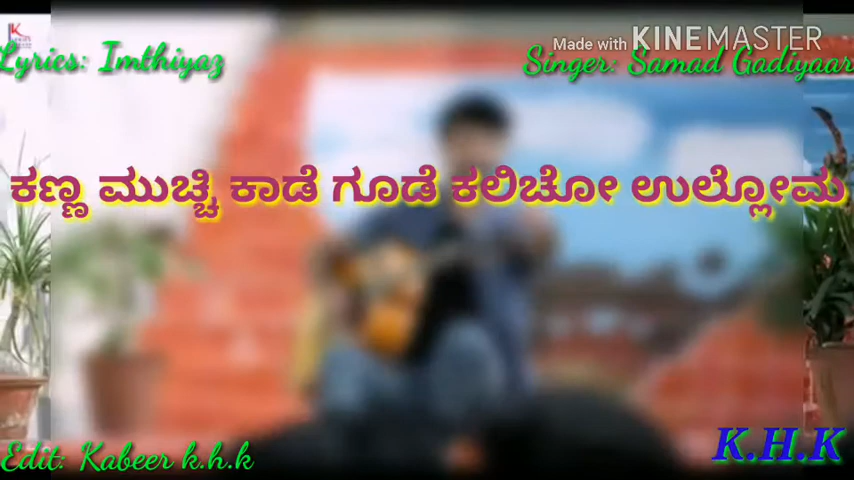 Made with KINEMASTER
Lyrics: Imthiyaz
Singer: Samad Gadiyaar
ಕಣ್ಣ ಮುಚ್ಚಿ ಕಾಡೆ ಗೂಡೆ ಕಲಿಚೋ ಉಲ್ಲೋಮ
Edit: Kabeer k.h.k
K.H.K